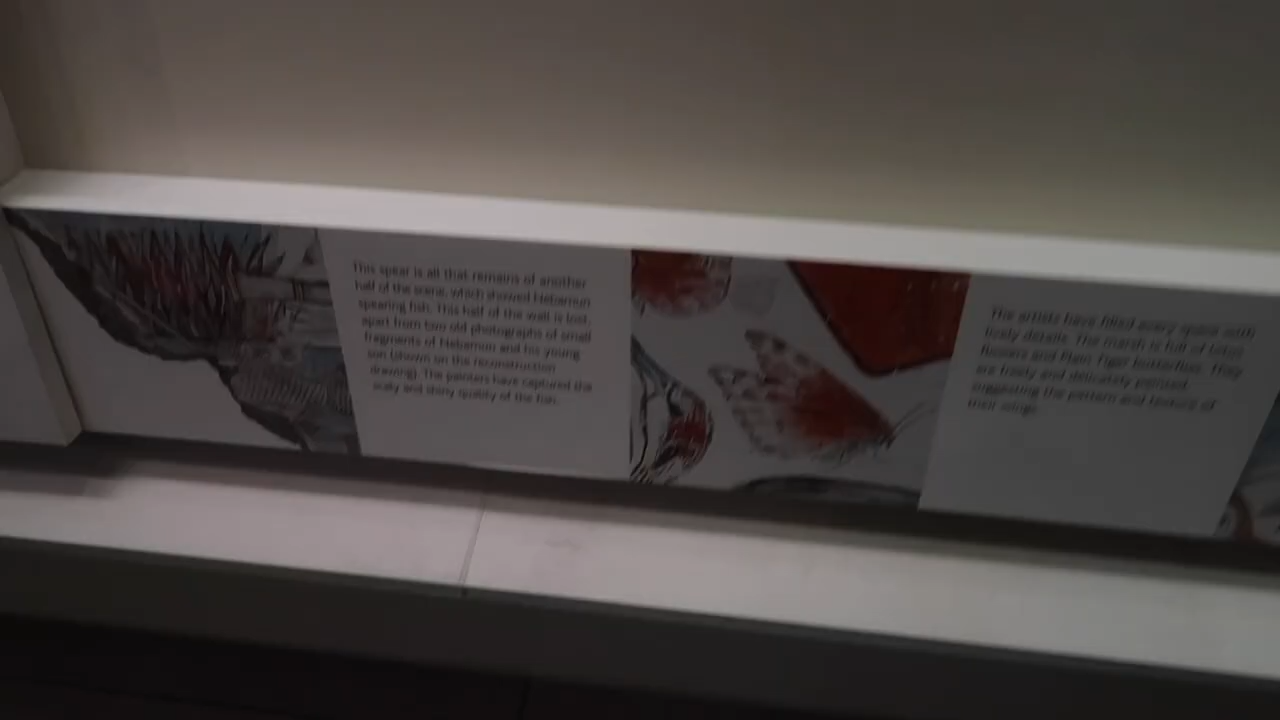 This spear is all that remains of another
half of the scene, which showed Nebamun
spearing fish. This half of the wall is lost,
apart from two old photographs of small
fragments of Nebamun and his young
son (shown on the reconstruction
drawing). The painters have captured the
scaly and shiny quality of the fish.
The artists have filled every space with
lively details. The marsh is full of lotus
flowers and Plain Tiger butterflies. They
are freely and delicately painted,
suggesting the pattern and texture of
their wings.